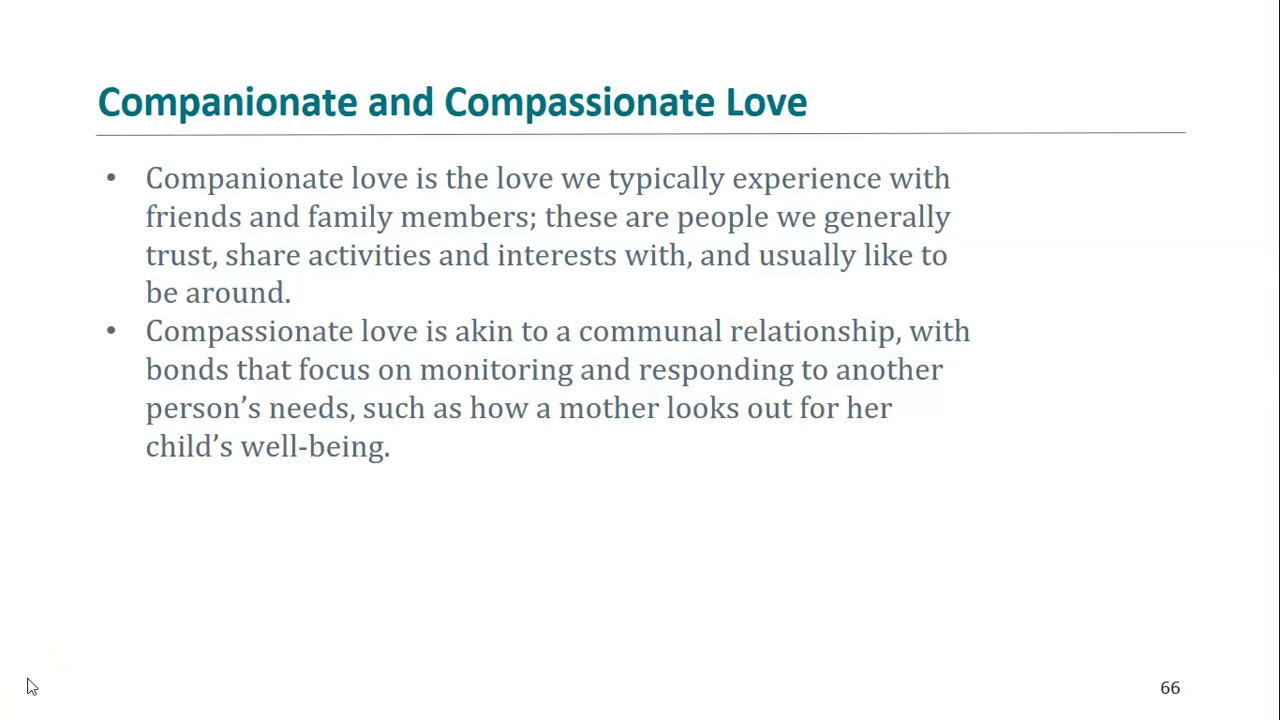 Companionate and Compassionate Love
• Companionate love is the love we typically experience with
friends and family members; these are people we generally
trust, share activities and interests with, and usually like to
be around.
• Compassionate love is akin to a communal relationship, with
bonds that focus on monitoring and responding to another
person’s needs, such as how a mother looks out for her
child’s well-being.
66